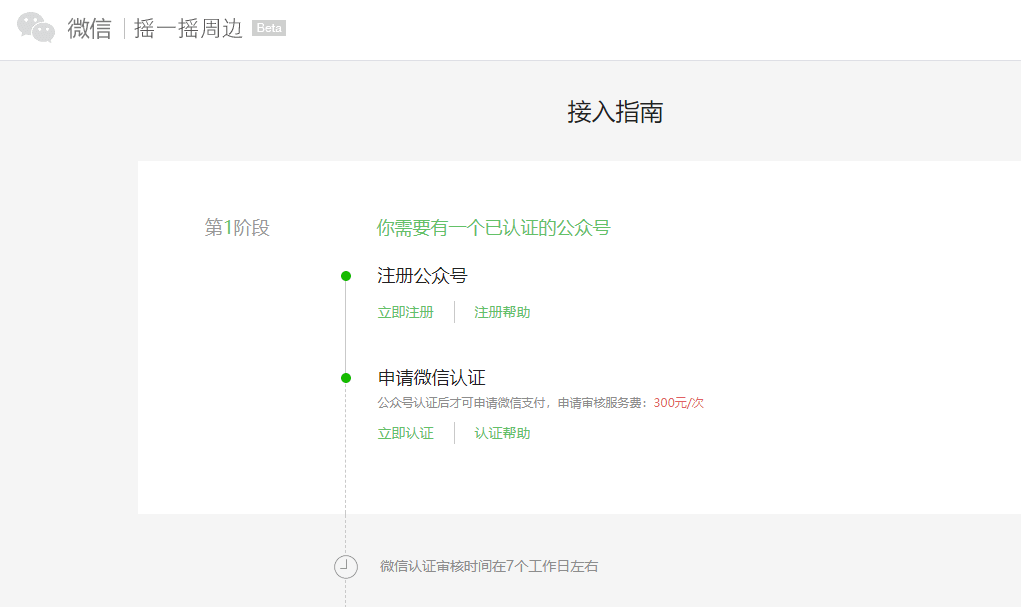 微信 摇一摇周边 Beta
接入指南
第1阶段 你需要有一个已认证的公众号
注册公众号
立即注册 注册帮助
申请微信认证
公众号认证后才可申请微信支付，申请审核服务费：300元/次
立即认证 认证帮助
微信认证审核时间在7个工作日左右